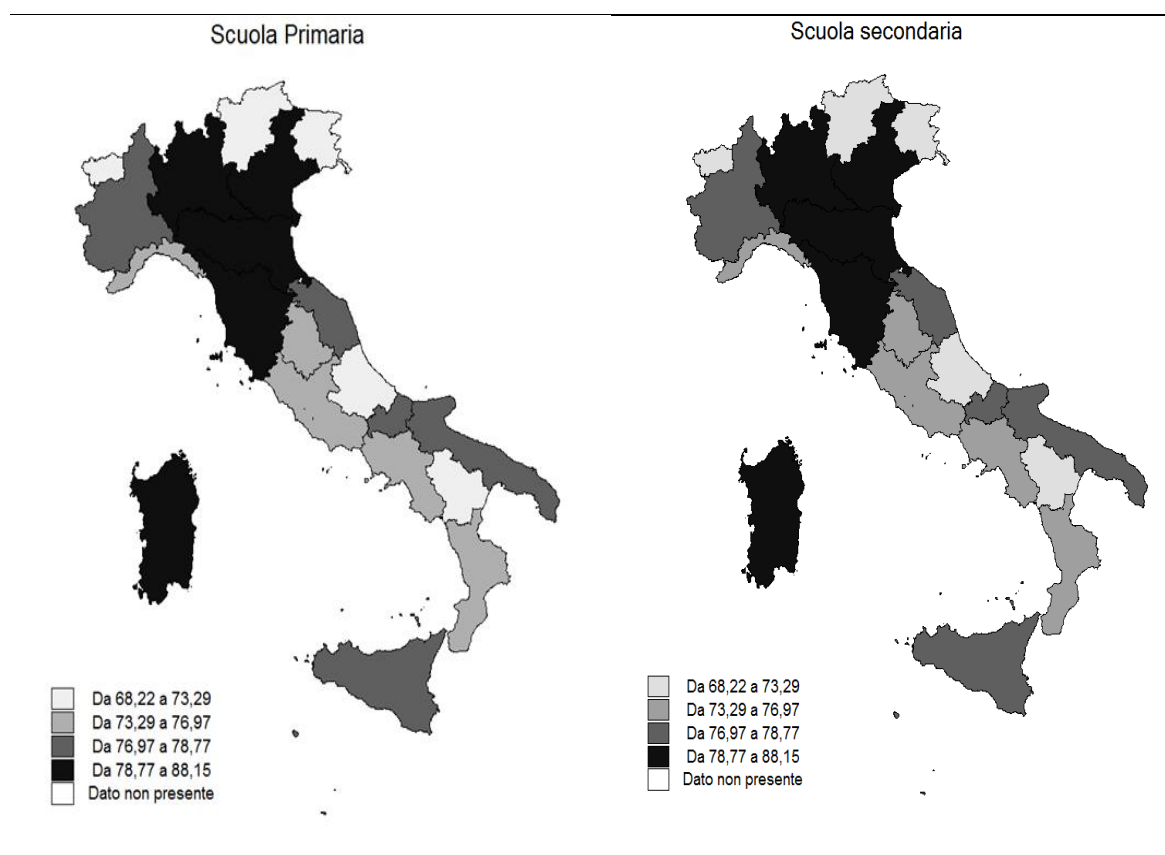 Scuola Primaria
Da 68,22 a 73,29
Da 73,29 a 76,97
Da 76,97 a 78,77
Da 78,77 a 88,15
Dato non presente
Scuola secondaria
Da 68,22 a 73,29
Da 73,29 a 76,97
Da 76,97 a 78,77
Da 78,77 a 88,15
Dato non presente